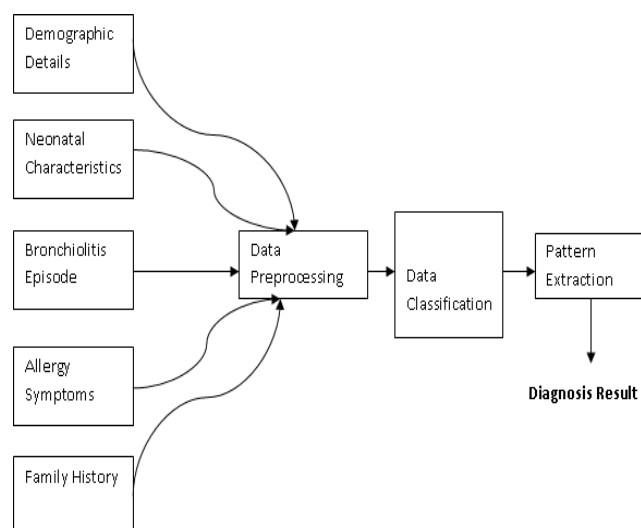 Demographic
Details
Neonatal
Characteristics
Bronchiolitis
Episode
Allergy
Symptoms
Family History
Data
Preprocessing
Data
Classification
Pattern
Extraction
Diagnosis Result